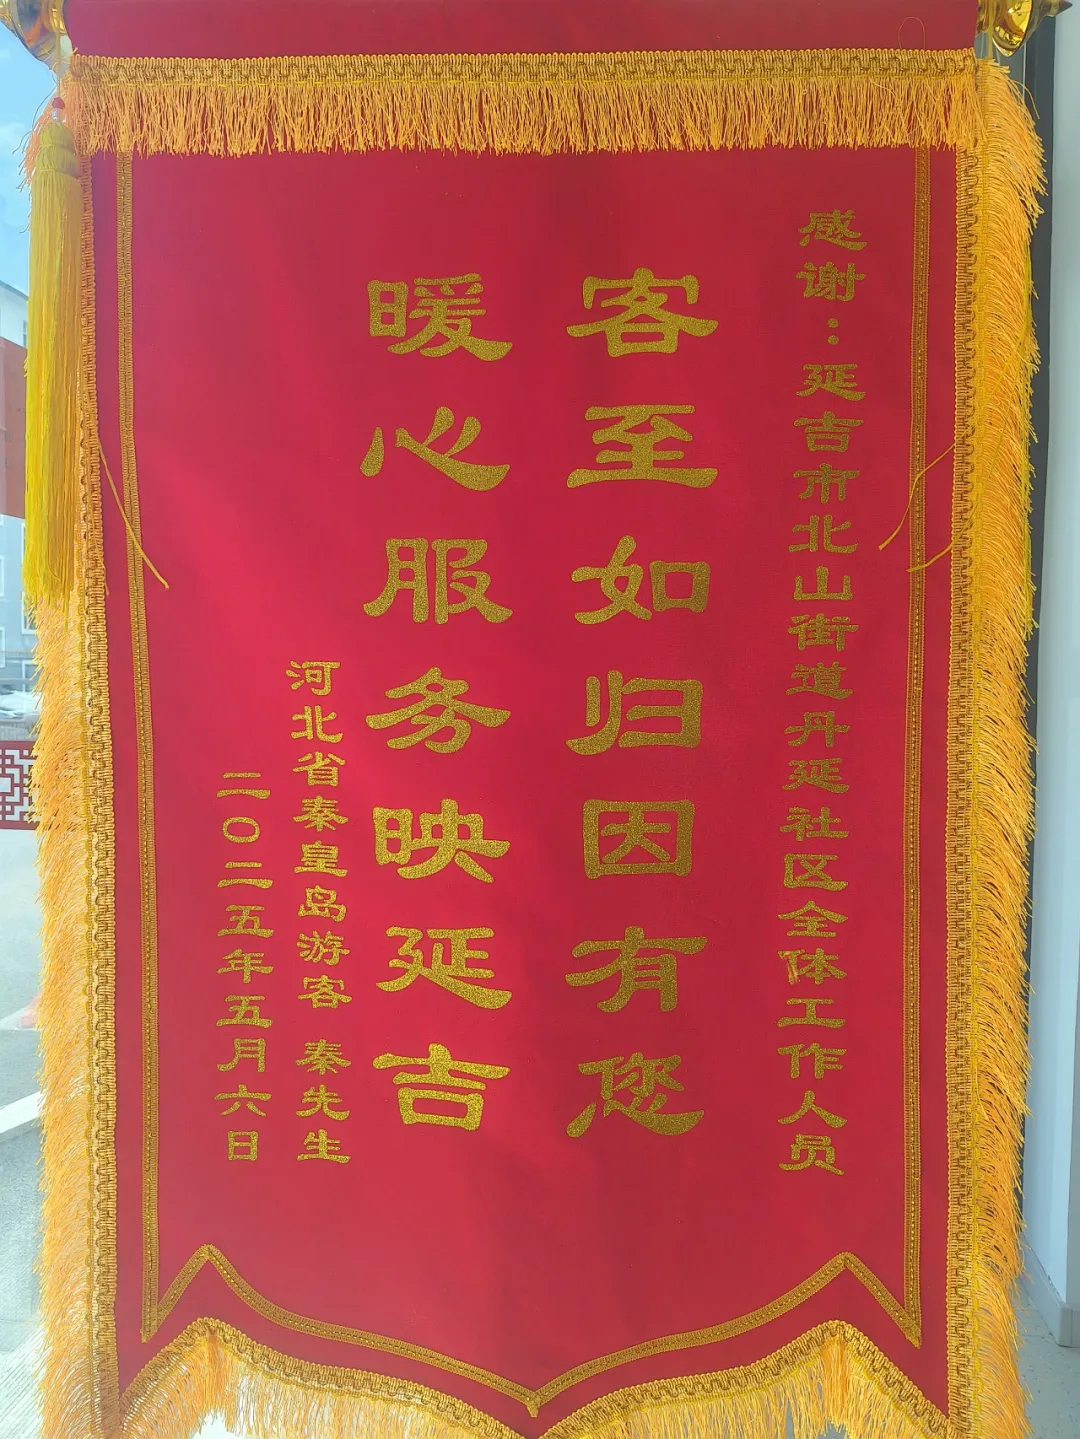 感谢：延吉市北山街道丹延社区全体工作人员
客至如归因有您
暖心服务映延吉
河北省秦皇岛游客 秦先生
二〇二五年五月六日